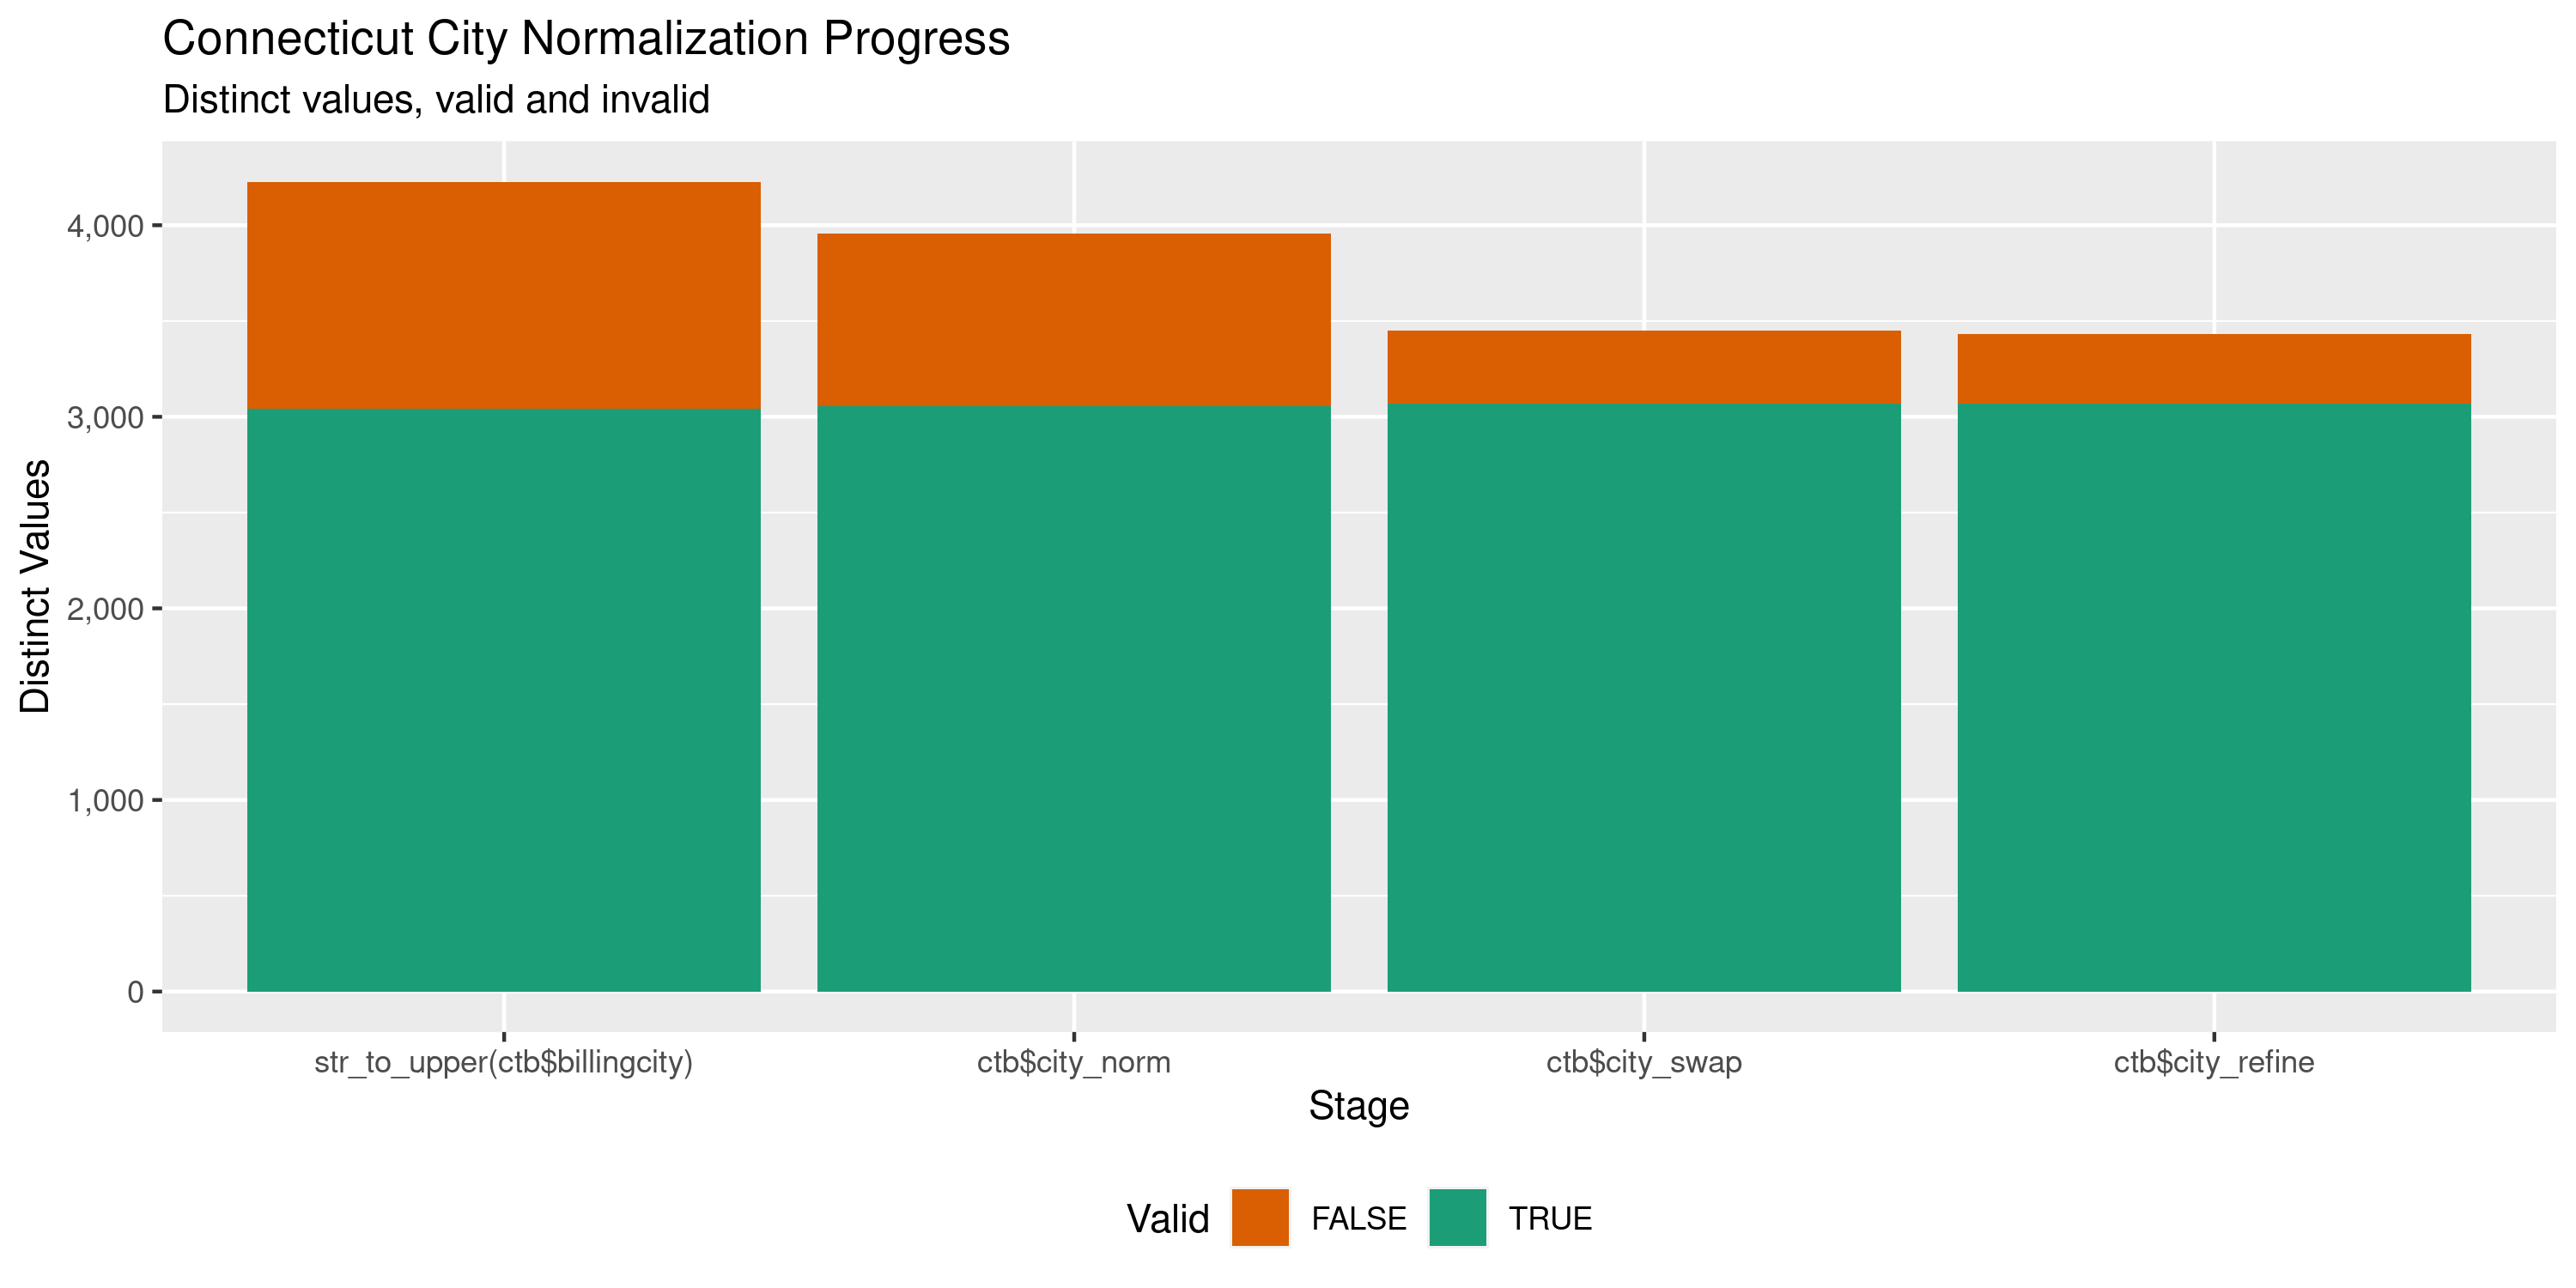 Connecticut City Normalization Progress
Distinct values, valid and invalid
Distinct Values
4,000
3,000
2,000
1,000
0
str_to_upper(ctb$billingcity)
ctb$city_norm
ctb$city_swap
ctb$city_refine
Stage
Valid FALSE TRUE